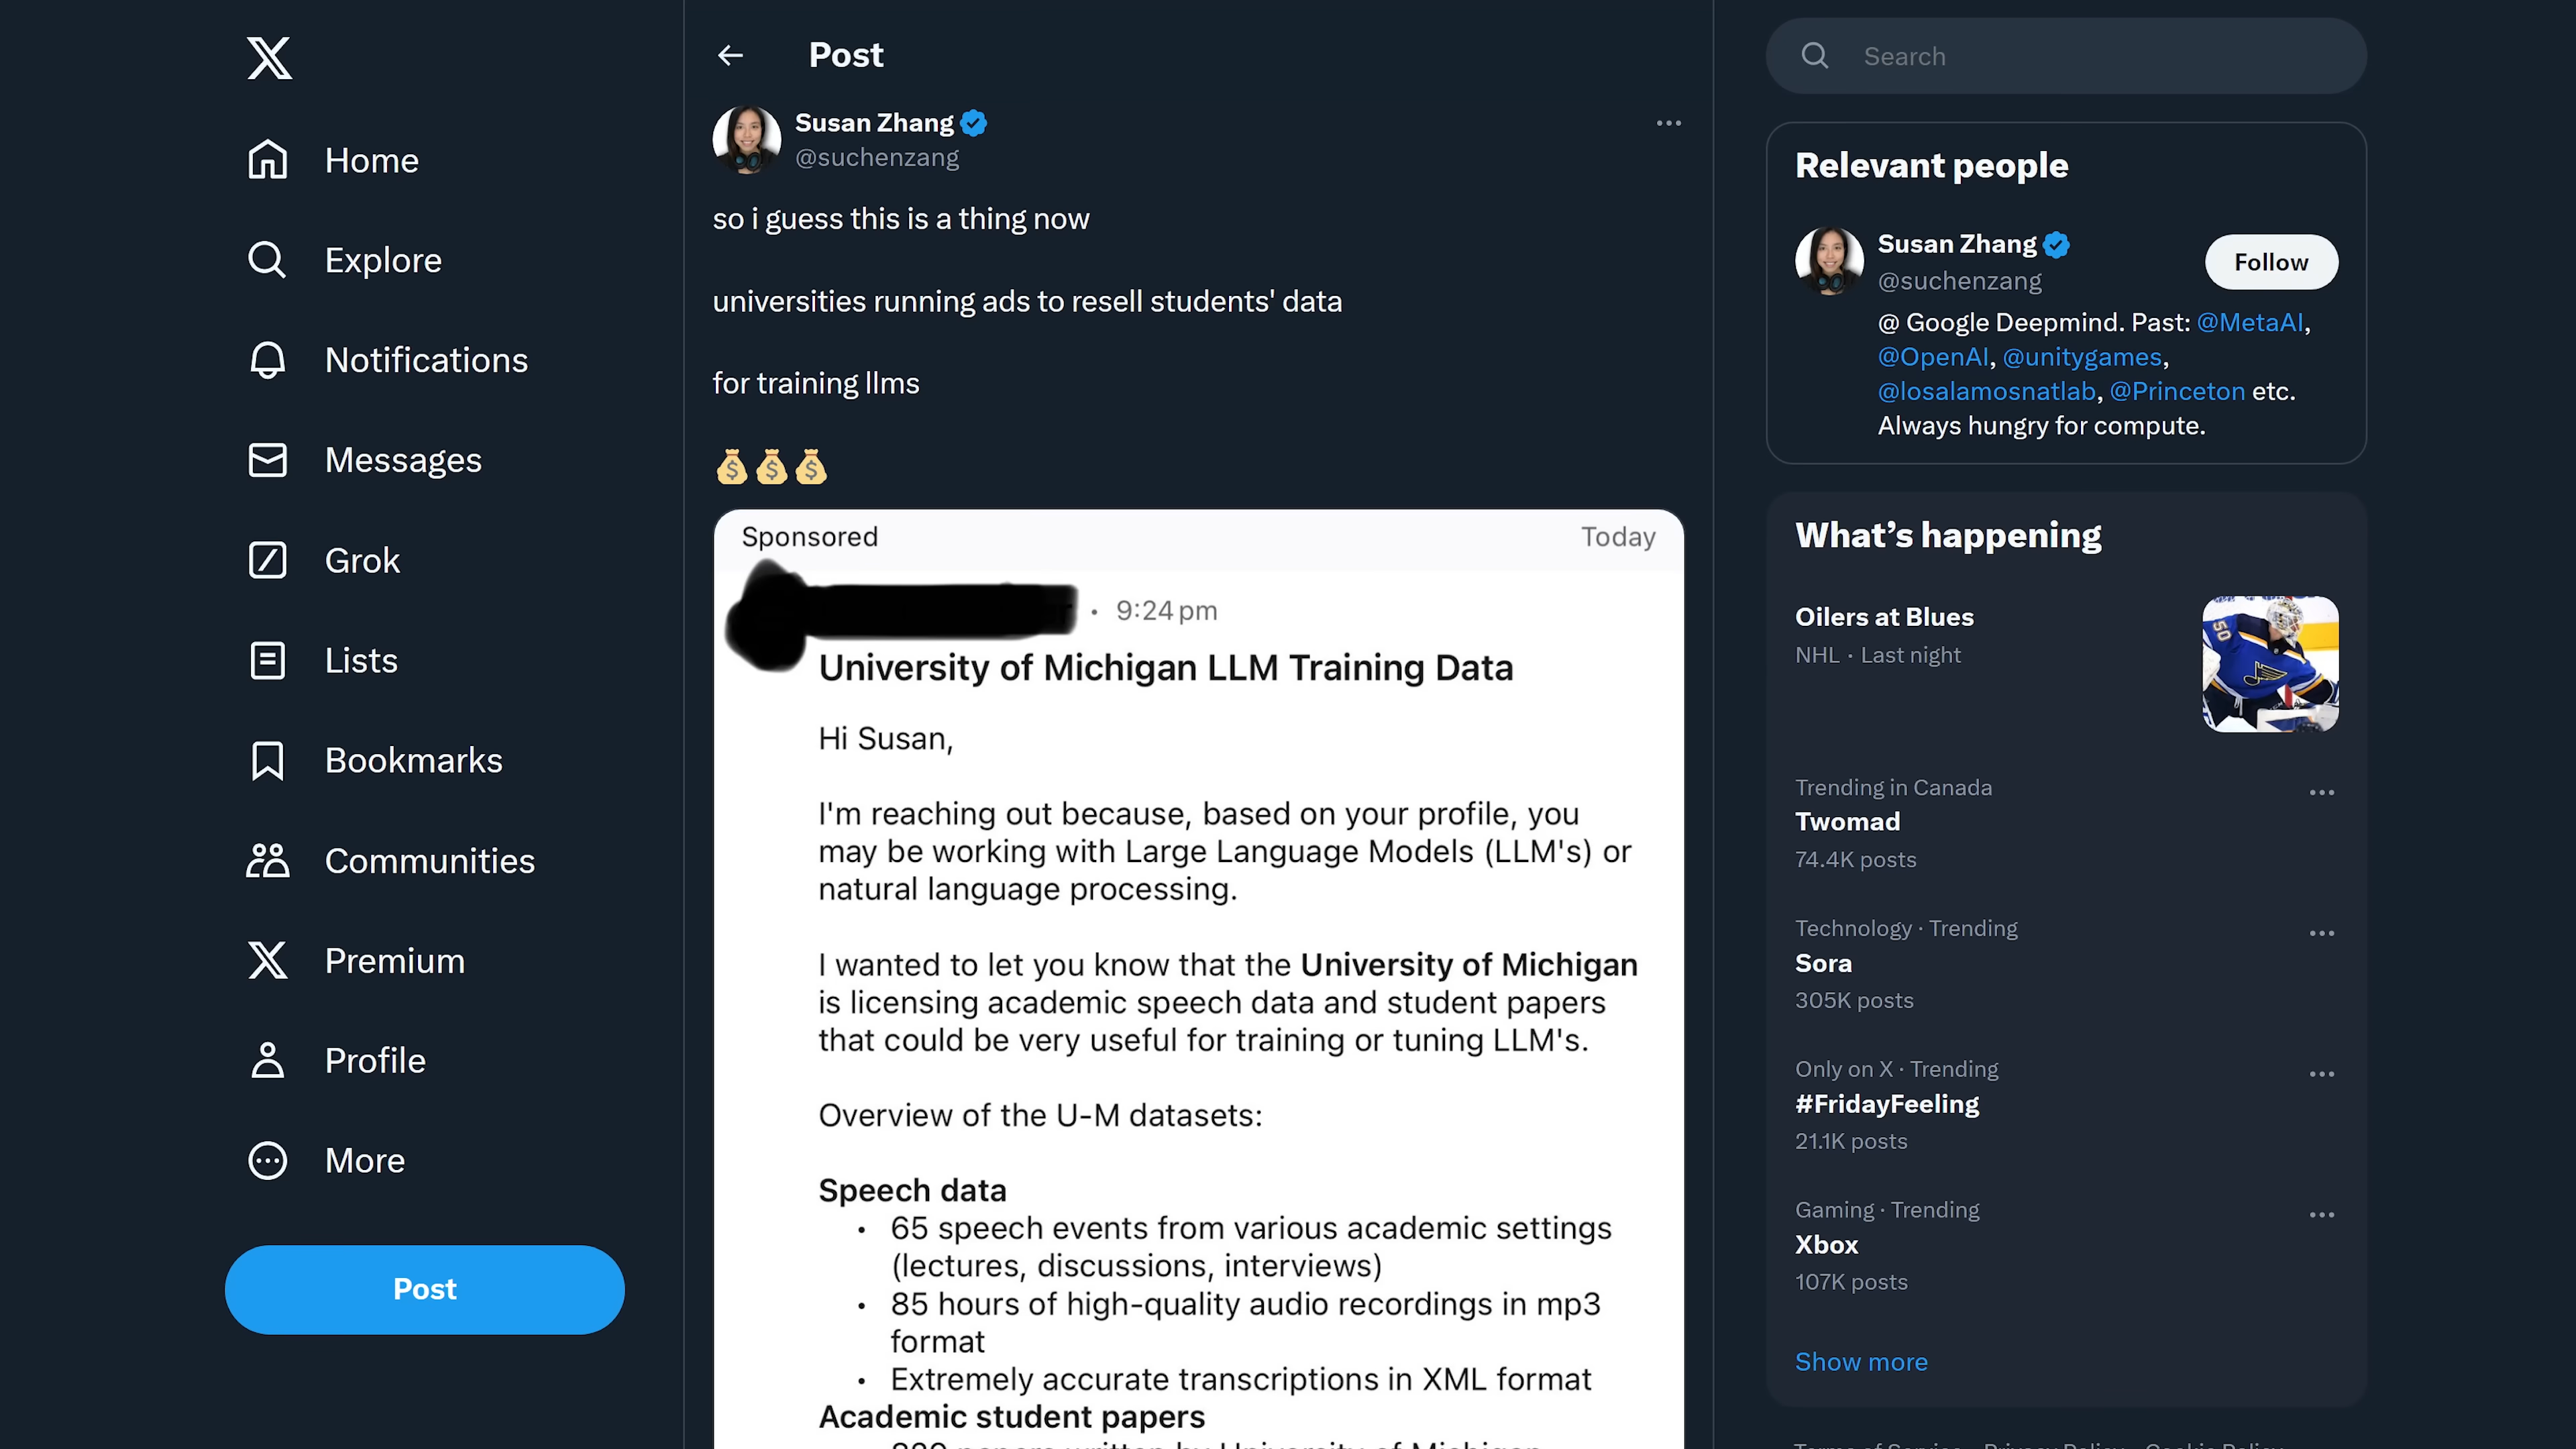 Home
Explore
Notifications
Messages
Grok
Lists
Bookmarks
Communities
Premium
Profile
More
Post
Post
Susan Zhang
@suchenzang
so i guess this is a thing now
universities running ads to resell students' data
for training llms
Sponsored
Today
· 9:24 pm
University of Michigan LLM Training Data
Hi Susan,
I'm reaching out because, based on your profile, you
may be working with Large Language Models (LLM's) or
natural language processing.
I wanted to let you know that the University of Michigan
is licensing academic speech data and student papers
that could be very useful for training or tuning LLM's.
Overview of the U-M datasets:
Speech data
• 65 speech events from various academic settings
(lectures, discussions, interviews)
• 85 hours of high-quality audio recordings in mp3
format
• Extremely accurate transcriptions in XML format
Academic student papers
Search
Relevant people
Susan Zhang
@suchenzang
Follow
@ Google Deepmind. Past: @MetaAI,
@OpenAI, @unitygames,
@losalamosnatlab, @Princeton etc.
Always hungry for compute.
What's happening
Oilers at Blues
NHL · Last night
50
Trending in Canada
Twomad
74.4K posts
Technology · Trending
Sora
305K posts
Only on X · Trending
#FridayFeeling
21.1K posts
Gaming · Trending
Xbox
107K posts
Show more